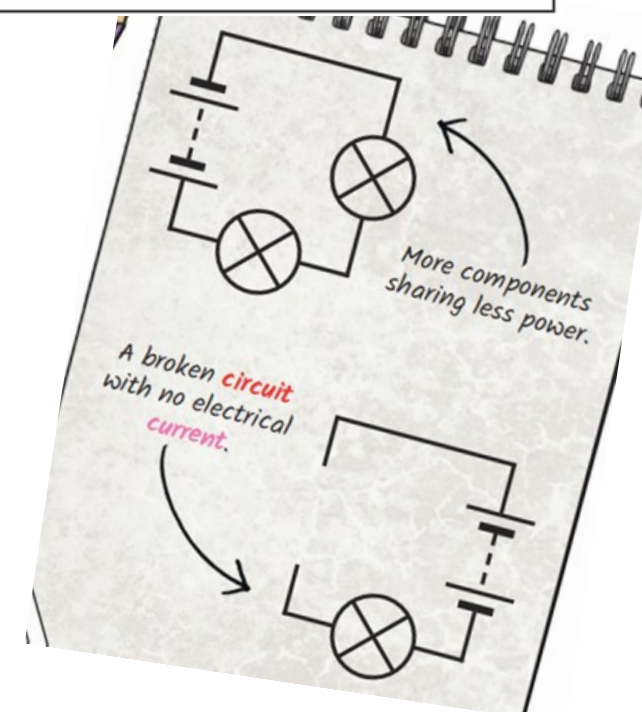 More components
sharing less power.
A broken circuit
with no electrical
current.